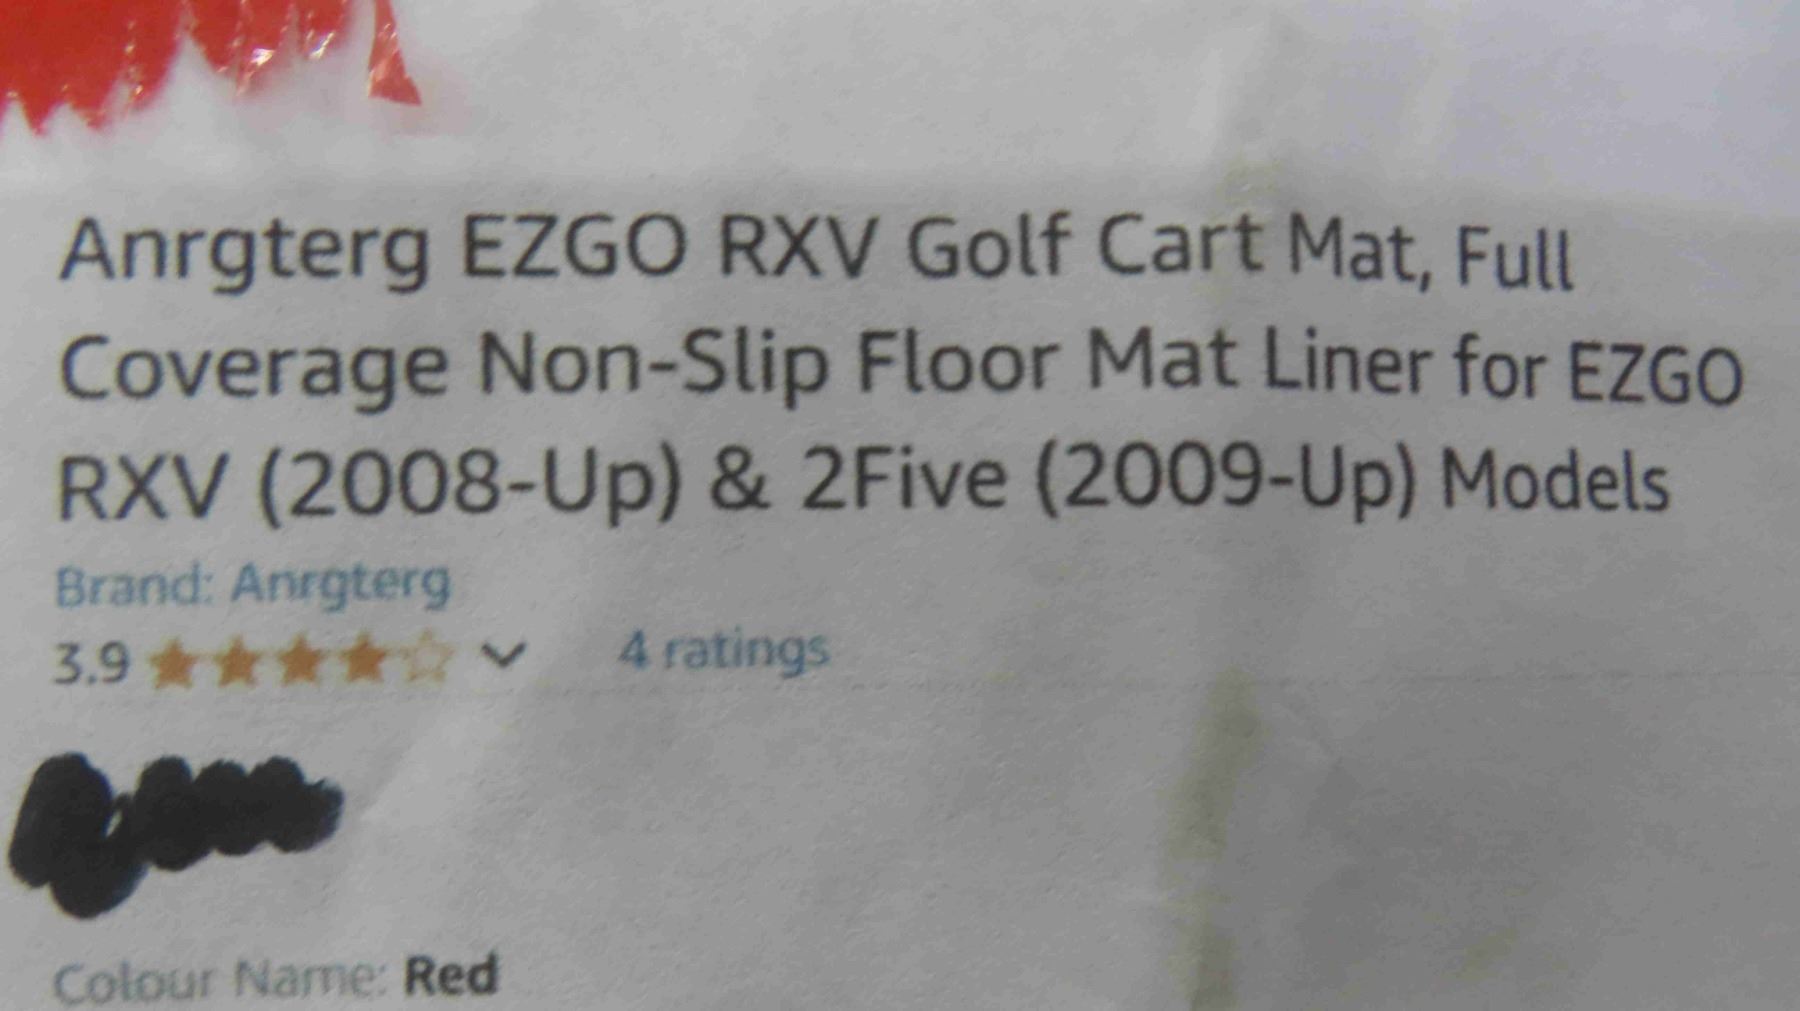 Anrgterg EZGO RXV Golf Cart Mat, Full
Coverage Non-Slip Floor Mat Liner for EZGO
RXV (2008-Up) & 2Five (2009-Up) Models
Brand: Anrgterg
3.9 4 ratings
Colour Name: Red